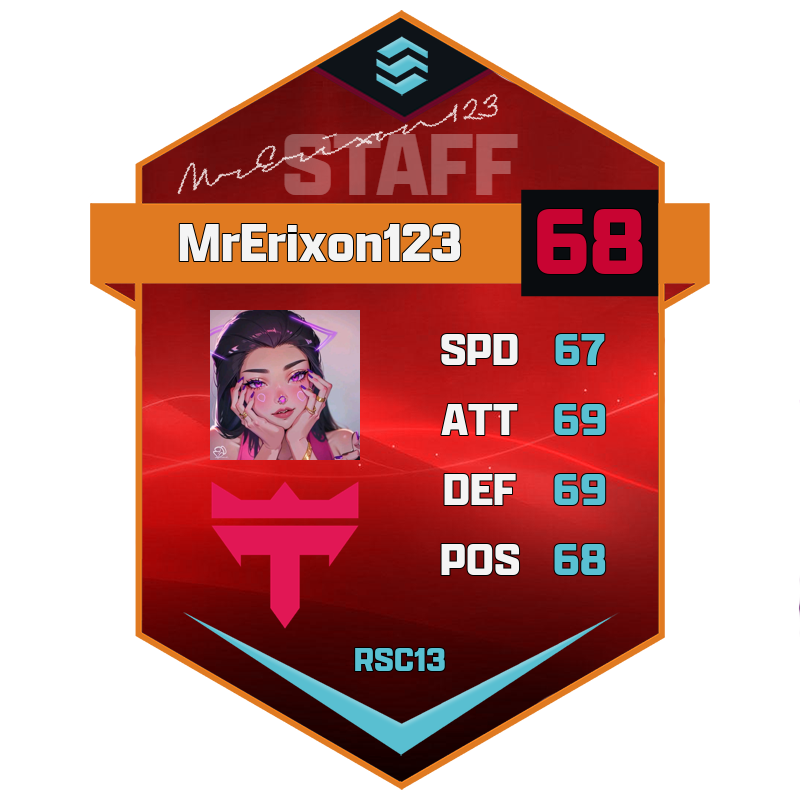 MrErixon123
STAFF
MrErixon123 68
SPD 67
ATT 69
DEF 69
POS 68
RSC13